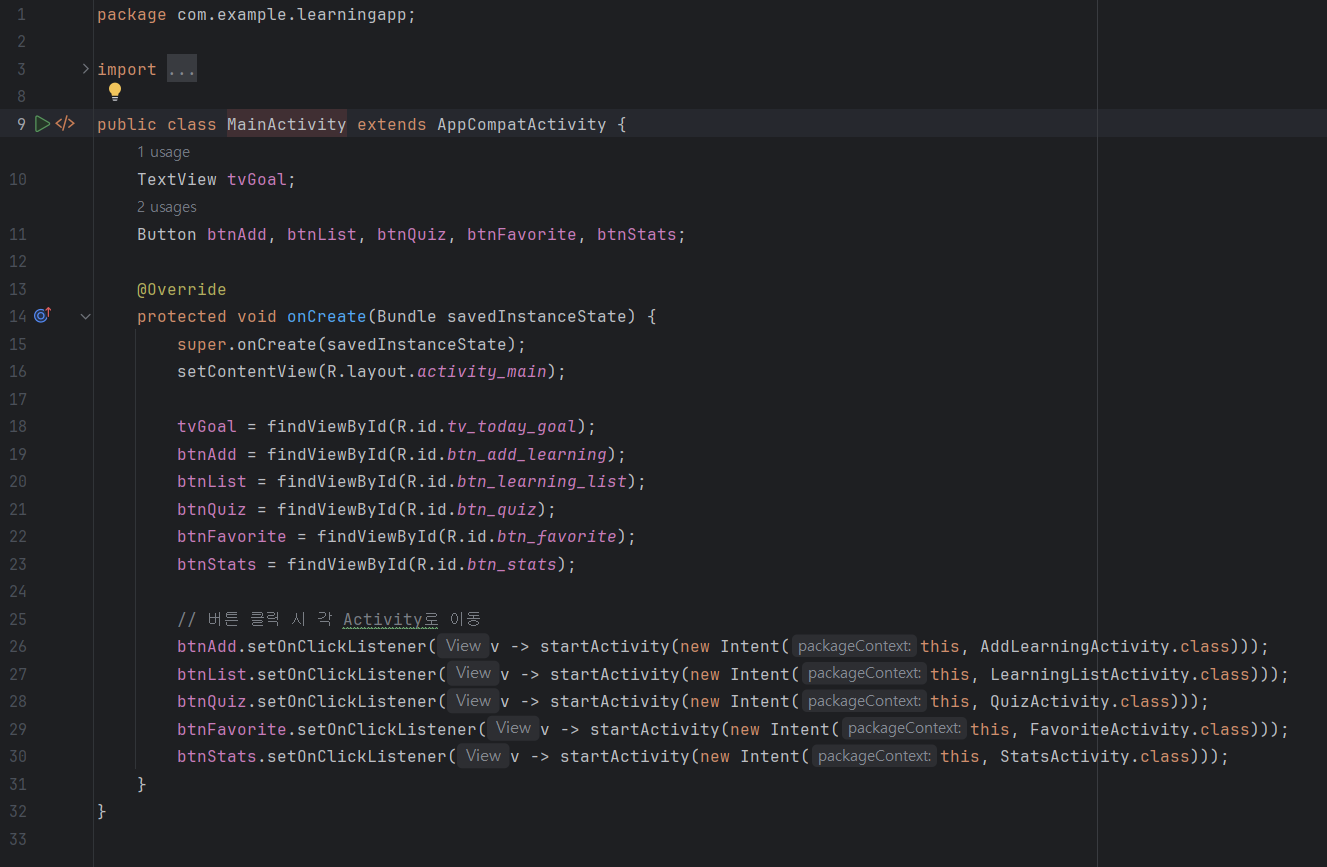 1 package com.example.learningapp;
2
3 import ...
8
9 public class MainActivity extends AppCompatActivity {
1 usage
10 TextView tvGoal;
2 usages
11 Button btnAdd, btnList, btnQuiz, btnFavorite, btnStats;
12
13 @Override
14 protected void onCreate(Bundle savedInstanceState) {
15 super.onCreate(savedInstanceState);
16 setContentView(R.layout.activity_main);
17
18 tvGoal = findViewById(R.id.tv_today_goal);
19 btnAdd = findViewById(R.id.btn_add_learning);
20 btnList = findViewById(R.id.btn_learning_list);
21 btnQuiz = findViewById(R.id.btn_quiz);
22 btnFavorite = findViewById(R.id.btn_favorite);
23 btnStats = findViewById(R.id.btn_stats);
24
25 // 버튼 클릭 시 각 Activity로 이동
26 btnAdd.setOnClickListener( View v -> startActivity(new Intent( packageContext: this, AddLearningActivity.class)));
27 btnList.setOnClickListener( View v -> startActivity(new Intent( packageContext: this, LearningListActivity.class)));
28 btnQuiz.setOnClickListener( View v -> startActivity(new Intent( packageContext: this, QuizActivity.class)));
29 btnFavorite.setOnClickListener( View v -> startActivity(new Intent( packageContext: this, FavoriteActivity.class)));
30 btnStats.setOnClickListener( View v -> startActivity(new Intent( packageContext: this, StatsActivity.class)));
31 }
32 }
33